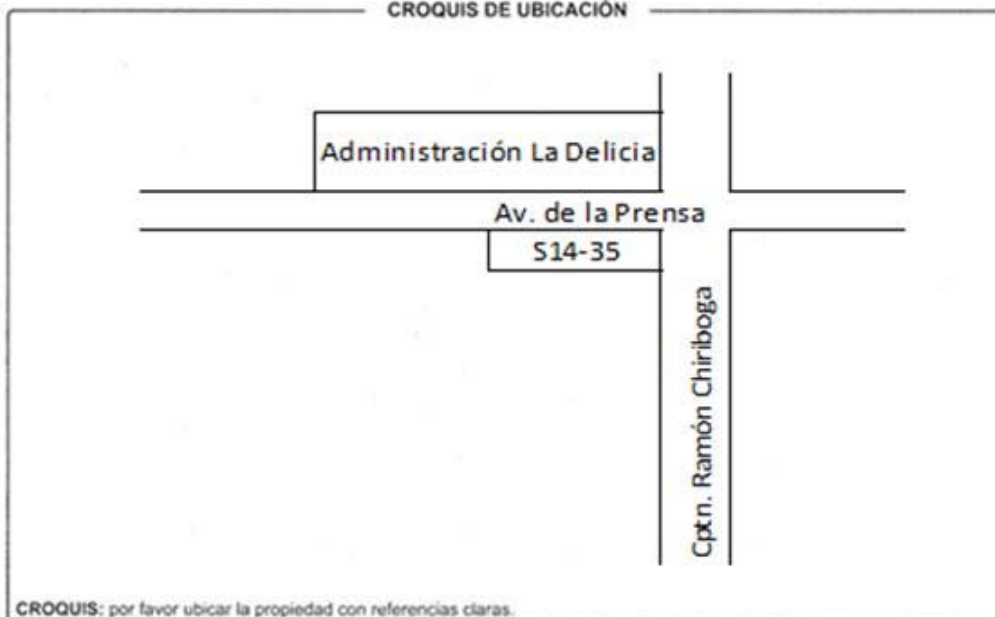 CROQUIS DE UBICACIÓN
Administración La Delicia
Av. de la Prensa
S14-35
Cptn. Ramón Chiriboga
CROQUIS: por favor ubicar la propiedad con referencias claras.